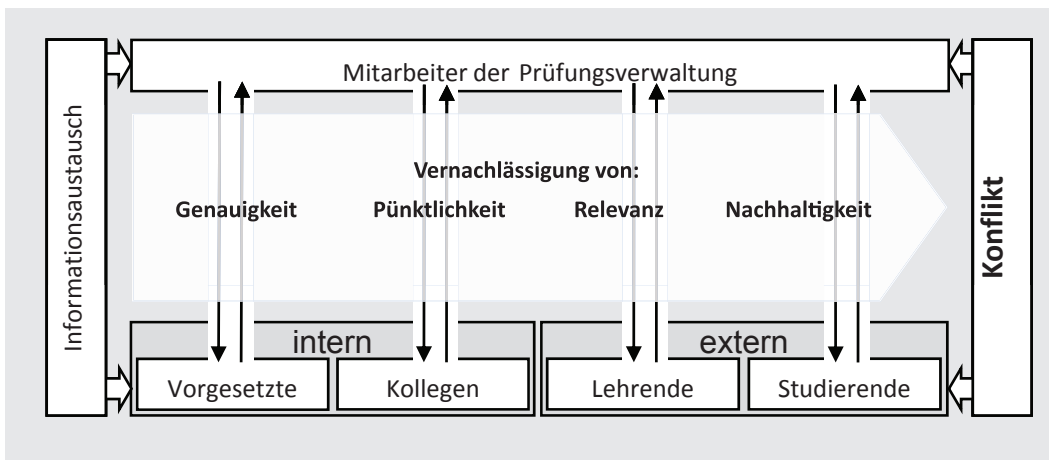 Informationsaustausch
Mitarbeiter der Prüfungsverwaltung
Vernachlässigung von:
Genauigkeit Pünktlichkeit Relevanz Nachhaltigkeit
Konflikt
intern extern
Vorgesetzte Kollegen Lehrende Studierende